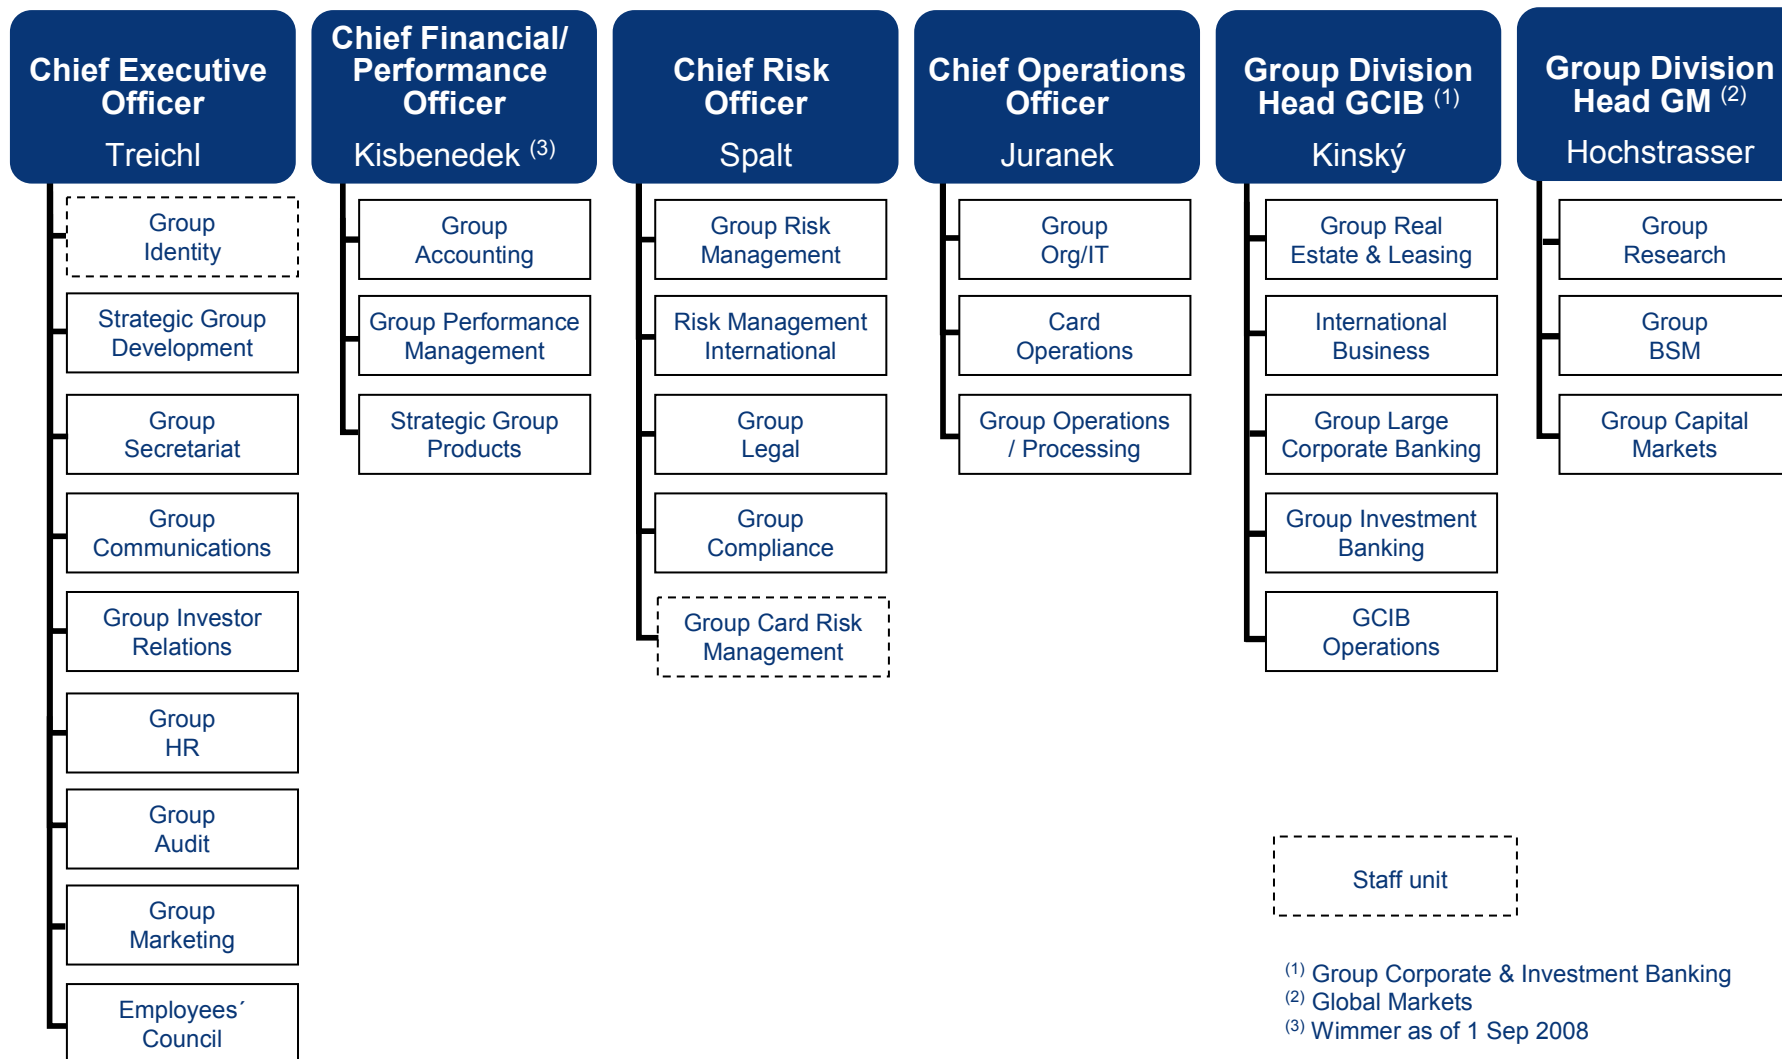 Chief Executive
Officer
Treichl
Group
Identity
Strategic Group
Development
Group
Secretariat
Group
Communications
Group Investor
Relations
Group
HR
Group
Audit
Group
Marketing
Employees´
Council
Chief Financial/
Performance
Officer
Kisbenedek (3)
Group
Accounting
Group Performance
Management
Strategic Group
Products
Chief Risk
Officer
Spalt
Group Risk
Management
Risk Management
International
Group
Legal
Group
Compliance
Group Card Risk
Management
Chief Operations
Officer
Juranek
Group
Org/IT
Card
Operations
Group Operations
/ Processing
Group Division
Head GCIB (1)
Kinský
Group Real
Estate & Leasing
International
Business
Group Large
Corporate Banking
Group Investment
Banking
GCIB
Operations
Group Division
Head GM (2)
Hochstrasser
Group
Research
Group
BSM
Group Capital
Markets
Staff unit
(1) Group Corporate & Investment Banking
(2) Global Markets
(3) Wimmer as of 1 Sep 2008